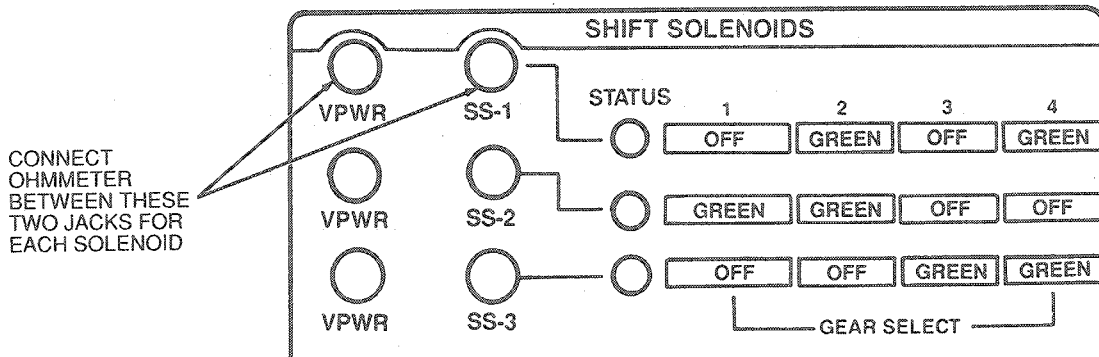 SHIFT SOLENOIDS
VPWR SS-1
STATUS 1 2 3 4
OFF GREEN OFF GREEN
CONNECT
OHMMETER
BETWEEN THESE
TWO JACKS FOR
EACH SOLENOID
VPWR SS-2
GREEN GREEN OFF OFF
VPWR SS-3
OFF OFF GREEN GREEN
GEAR SELECT